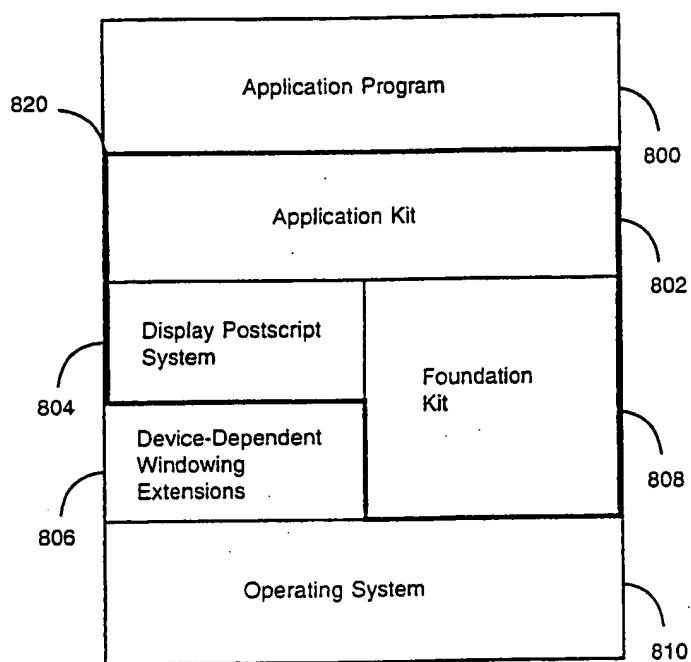 Application Program
820
800
Application Kit
802
Display Postscript
System
Foundation
Kit
804
Device-Dependent
Windowing
Extensions
808
806
Operating System
810